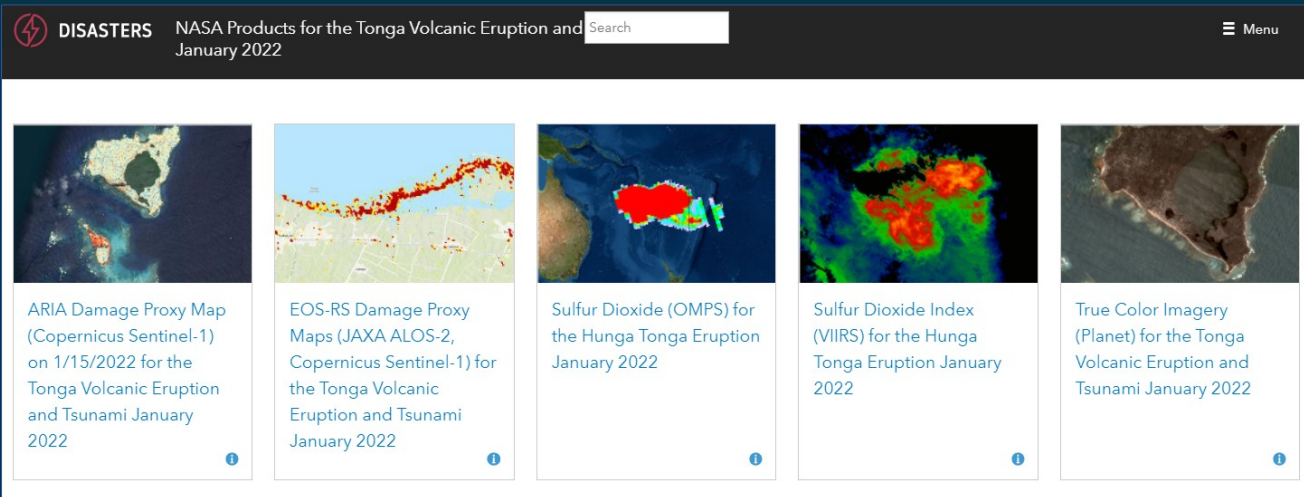 DISASTERS
NASA Products for the Tonga Volcanic Eruption and
January 2022
Search
Menu
ARIA Damage Proxy Map
(Copernicus Sentinel-1)
on 1/15/2022 for the
Tonga Volcanic Eruption
and Tsunami January
2022
EOS-RS Damage Proxy
Maps (JAXA ALOS-2,
Copernicus Sentinel-1) for
the Tonga Volcanic
Eruption and Tsunami
January 2022
Sulfur Dioxide (OMPS) for
the Hunga Tonga Eruption
January 2022
Sulfur Dioxide Index
(VIIRS) for the Hunga
Tonga Eruption January
2022
True Color Imagery
(Planet) for the Tonga
Volcanic Eruption and
Tsunami January 2022